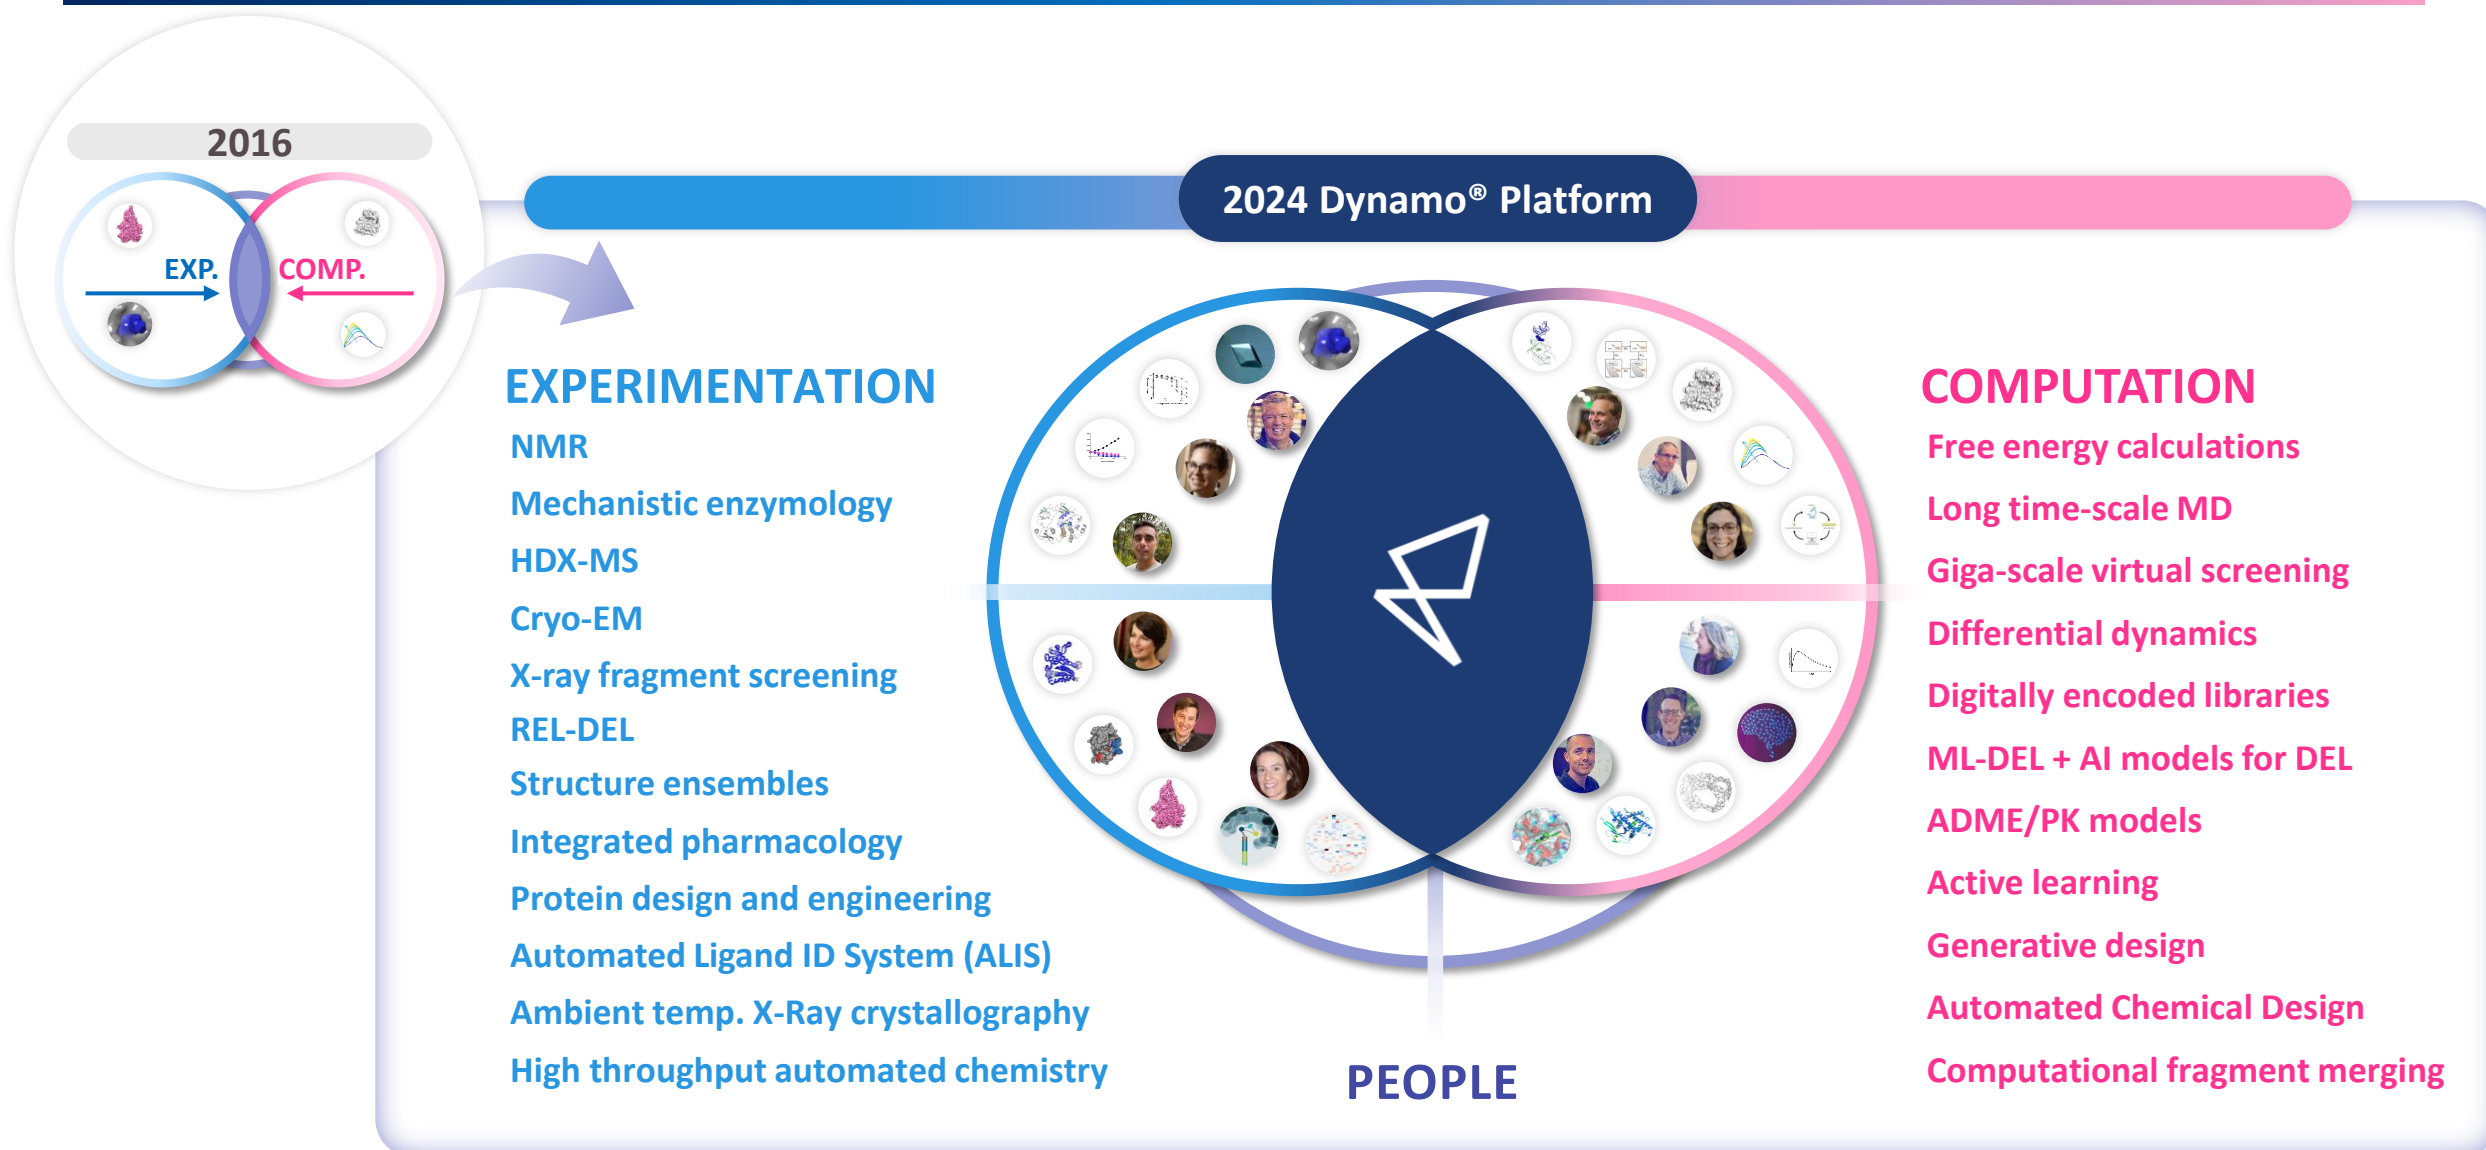 2016
EXP.
COMP.
2024 Dynamo® Platform
EXPERIMENTATION
NMR
Mechanistic enzymology
HDX-MS
Cryo-EM
X-ray fragment screening
REL-DEL
Structure ensembles
Integrated pharmacology
Protein design and engineering
Automated Ligand ID System (ALIS)
Ambient temp. X-Ray crystallography
High throughput automated chemistry
PEOPLE
COMPUTATION
Free energy calculations
Long time-scale MD
Giga-scale virtual screening
Differential dynamics
Digitally encoded libraries
ML-DEL + AI models for DEL
ADME/PK models
Active learning
Generative design
Automated Chemical Design
Computational fragment merging